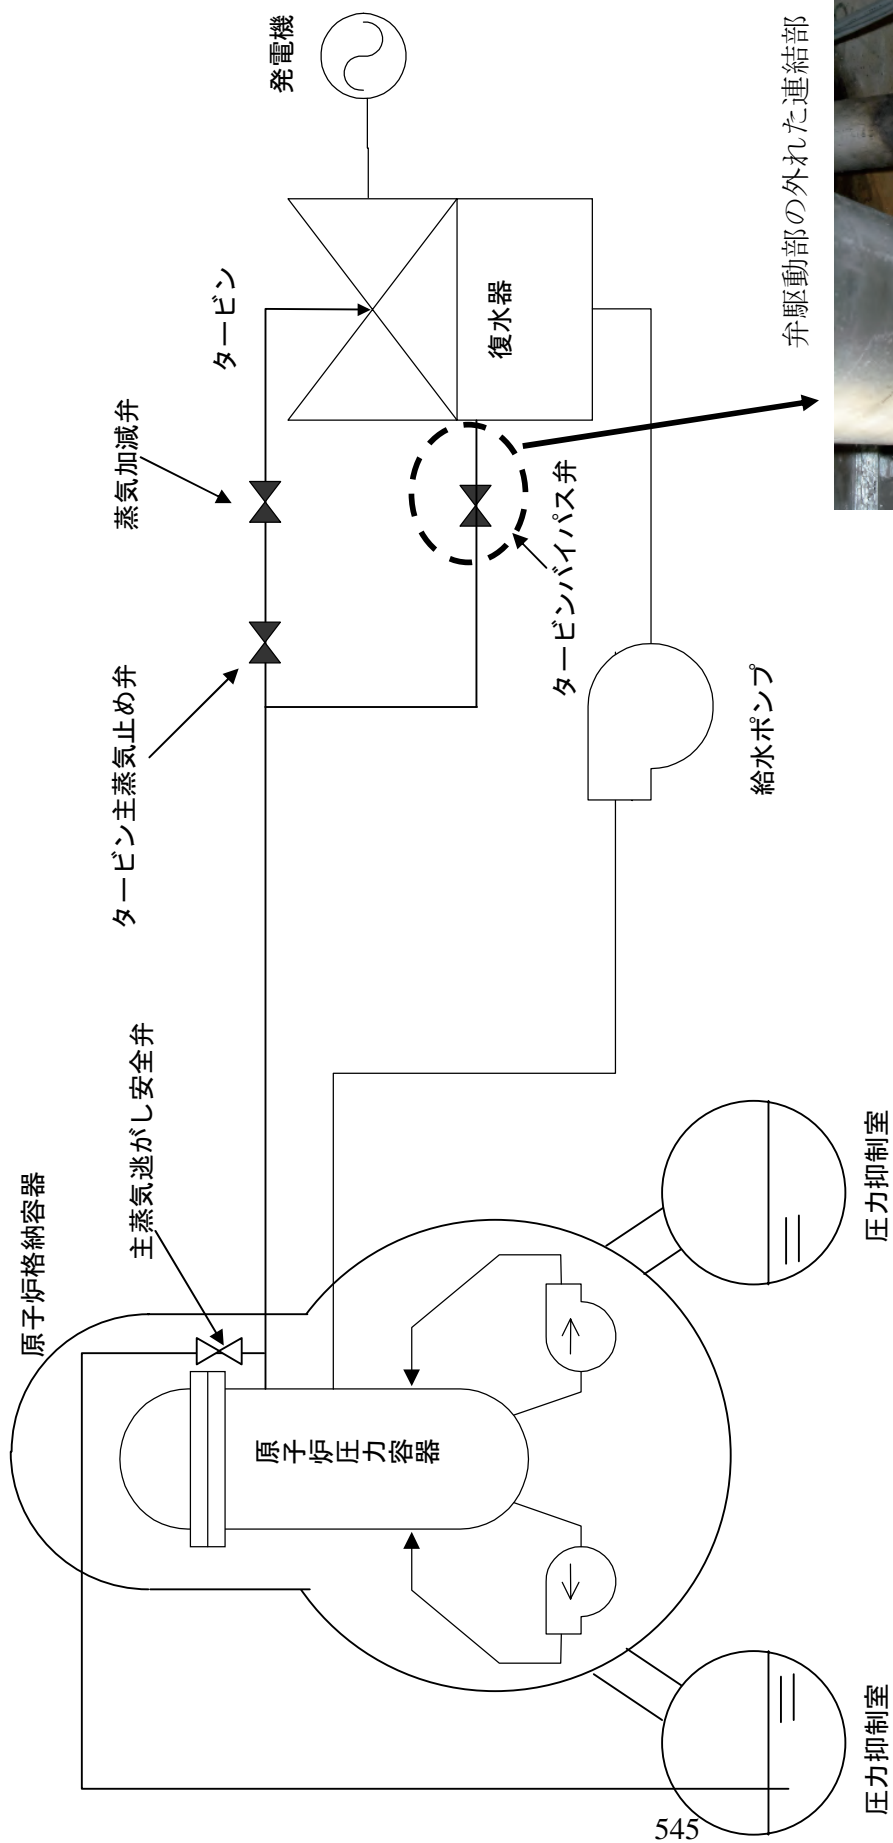 原子炉格納容器
主蒸気逃がし安全弁
タービン主蒸気止め弁
蒸気加減弁
タービン
発電機
原子炉圧力容器
復水器
タービンバイパス弁
給水ポンプ
弁駆動部の外れた連結部
圧力抑制室
圧力抑制室
545